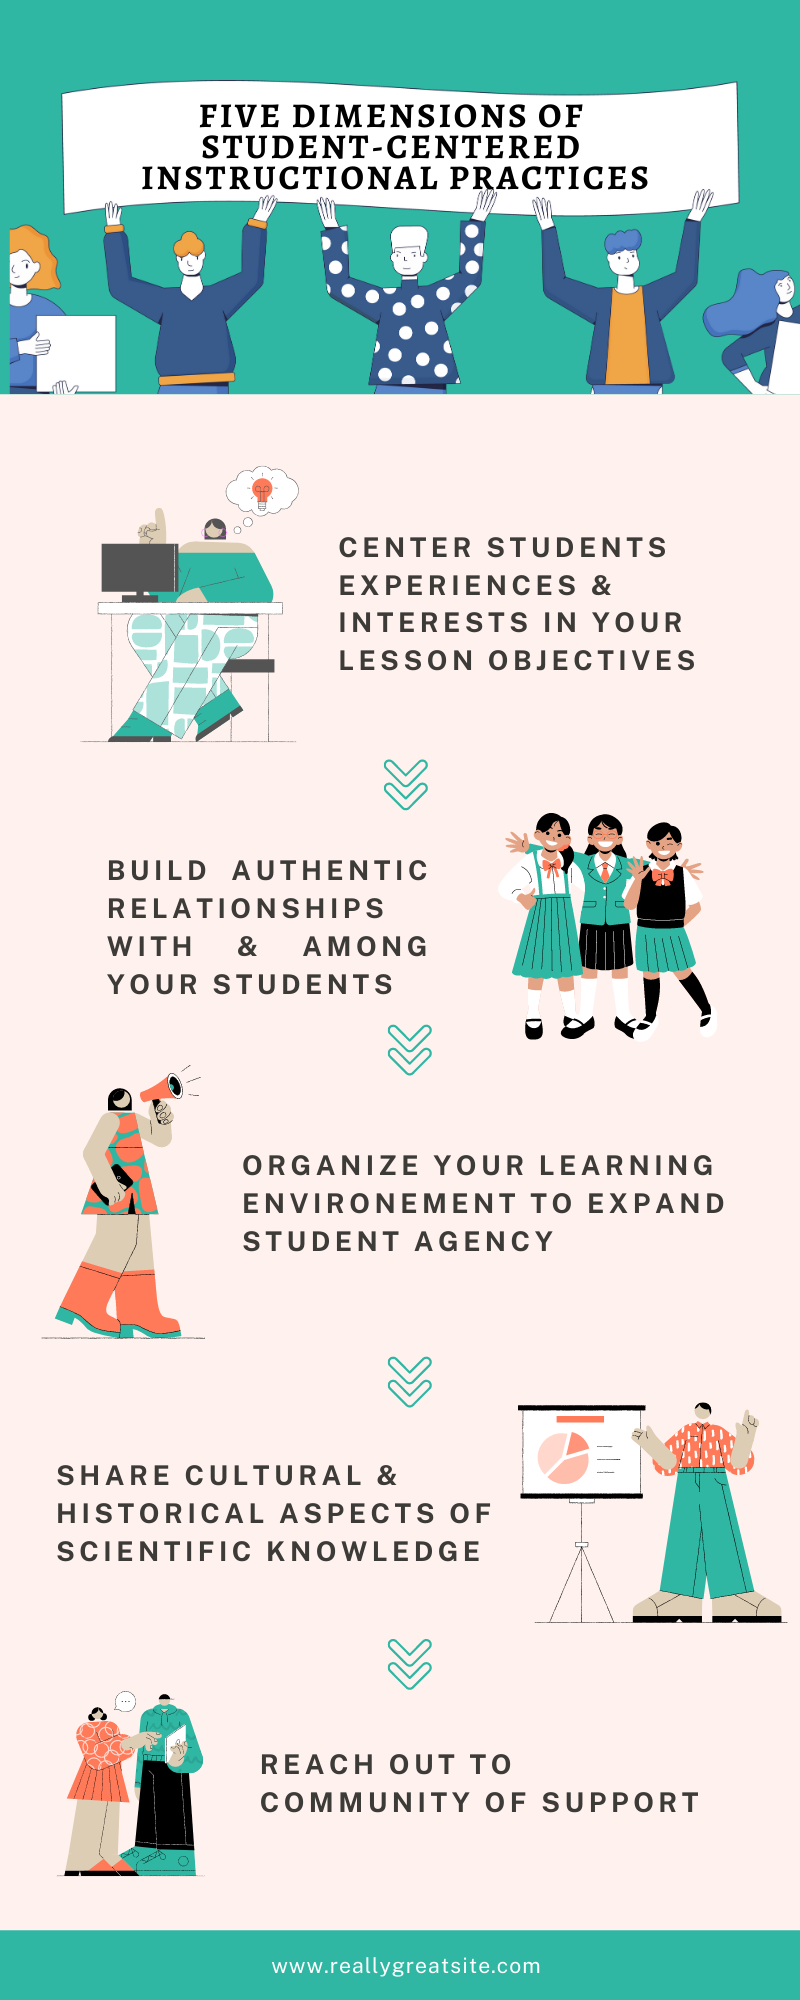 FIVE DIMENSIONS OF
STUDENT-CENTERED
INSTRUCTIONAL PRACTICES
CENTER STUDENTS
EXPERIENCES &
INTERESTS IN YOUR
LESSON OBJECTIVES
BUILD AUTHENTIC
RELATIONSHIPS
WITH & AMONG
YOUR STUDENTS
ORGANIZE YOUR LEARNING
ENVIRONEMENT TO EXPAND
STUDENT AGENCY
SHARE CULTURAL &
HISTORICAL ASPECTS OF
SCIENTIFIC KNOWLEDGE
REACH OUT TO
COMMUNITY OF SUPPORT
www.reallygreatsite.com